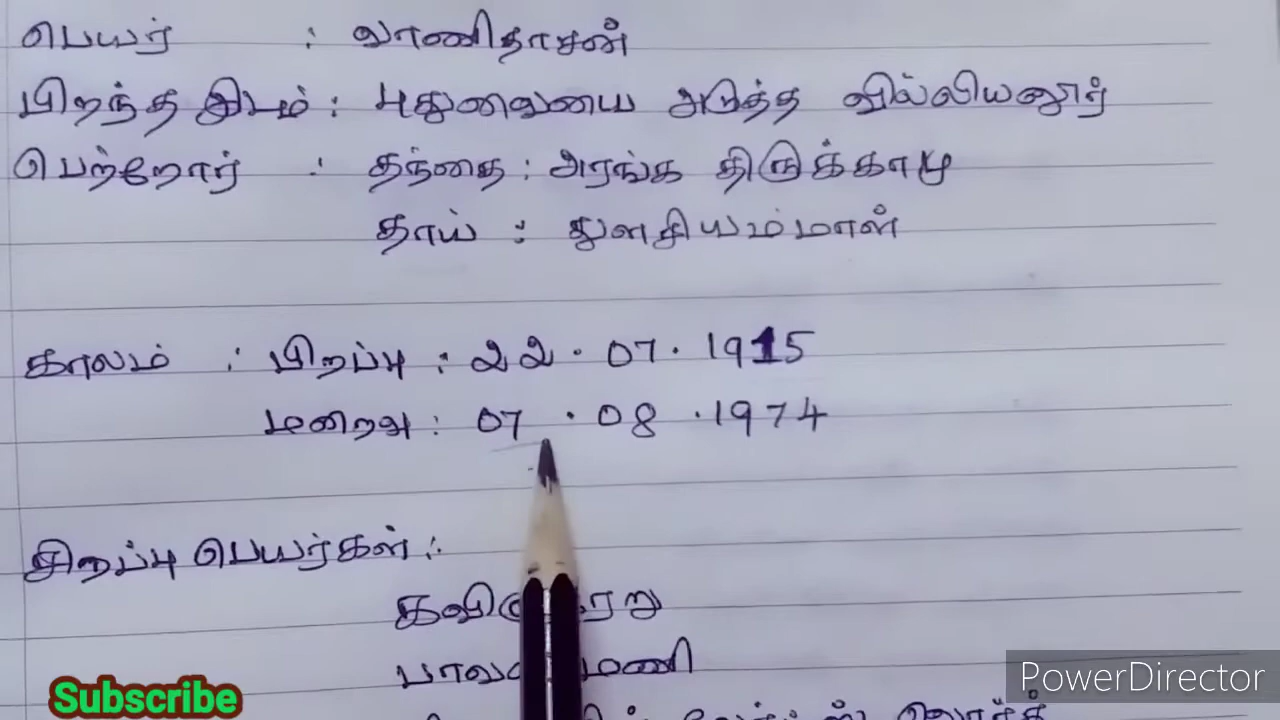 பெயர் : வாணிதாசன்
பிறந்த இடம் : புதுவையை அடுத்த வில்லியனூர்
பெற்றோர் : தந்தை : அரங்க திருக்காமு
தாய் : துளசியம்மாள்
காலம் : பிறப்பு : 22 . 07 . 1915
மறைவு : 07 . 08 . 1974
சிறப்பு பெயர்கள் :
Subscribe
PowerDirector